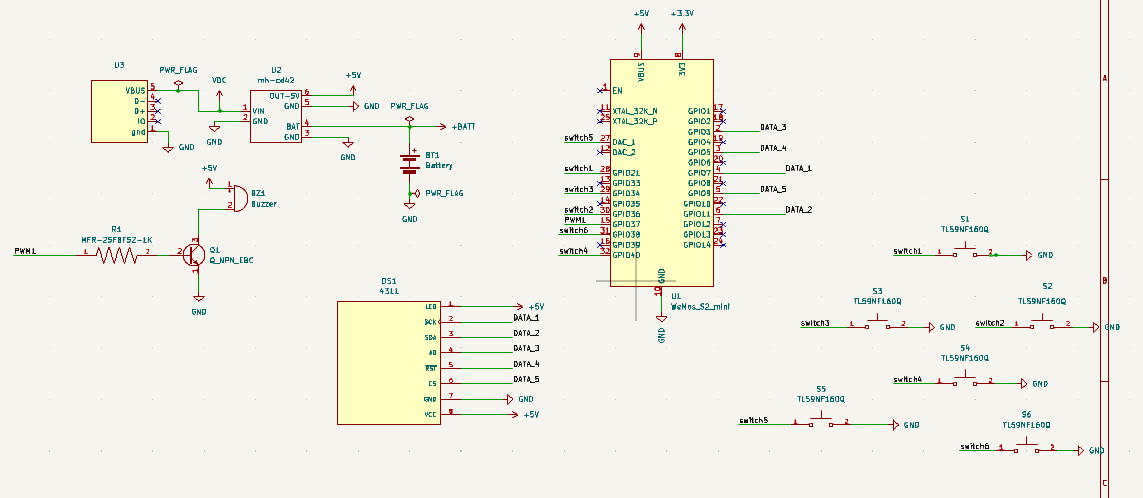 U3
PWR_FLAG
VDC
VBUS 5
D- 4
D+ 3
ID 2
gnd 1
GND
U2
mh-cd42
OUT-5V 6
GND 5
1 VIN
2 GND
BAT 4
GND 3
+5V
GND
GND
GND
PWR_FLAG
+BATT
BT1
Battery
PWR_FLAG
GND
+5V
BZ1
Buzzer
1
2
R1
MFR-25FBF52-1K
PWM1
1
2
2
3
1
Q1
Q_NPN_EBC
GND
DS1
4311
LED 1
SCK 2
SDA 3
A0 4
RST 5
CS 6
GND 7
VCC 8
+5V
DATA_1
DATA_2
DATA_3
DATA_4
DATA_5
GND
+5V
+5V
+3.3V
9
8
VBUS
3V3
1 EN
11 XTAL_32K_N
XTAL_32K_P
switch5 27 DAC_1
12 DAC_2
switch1 28 GPIO21
13 GPIO33
switch3 29 GPIO34
14 GPIO35
switch2 30 GPIO36
PWM1 15 GPIO37
switch6 31 GPIO38
16 GPIO39
switch4 32 GPIO40
GPIO1 17
GPIO2
GPIO3 2 DATA_3
GPIO4
GPIO5 3 DATA_4
GPIO6 20
GPIO7 4 DATA_1
GPIO8 21
GPIO9 5 DATA_5
GPIO10 22
GPIO11 6 DATA_2
GPIO12 7
GPIO13 23
GPIO14 24
GND
10
GND
U1
WeMos_S2_mini
S1
TL59NF160Q
switch1
1
2
GND
S3
TL59NF160Q
switch3
1
2
GND
S2
TL59NF160Q
switch2
1
2
GND
S4
TL59NF160Q
switch4
1
2
GND
S5
TL59NF160Q
switch5
1
2
GND
S6
TL59NF160Q
switch6
1
2
GND
A
B
C